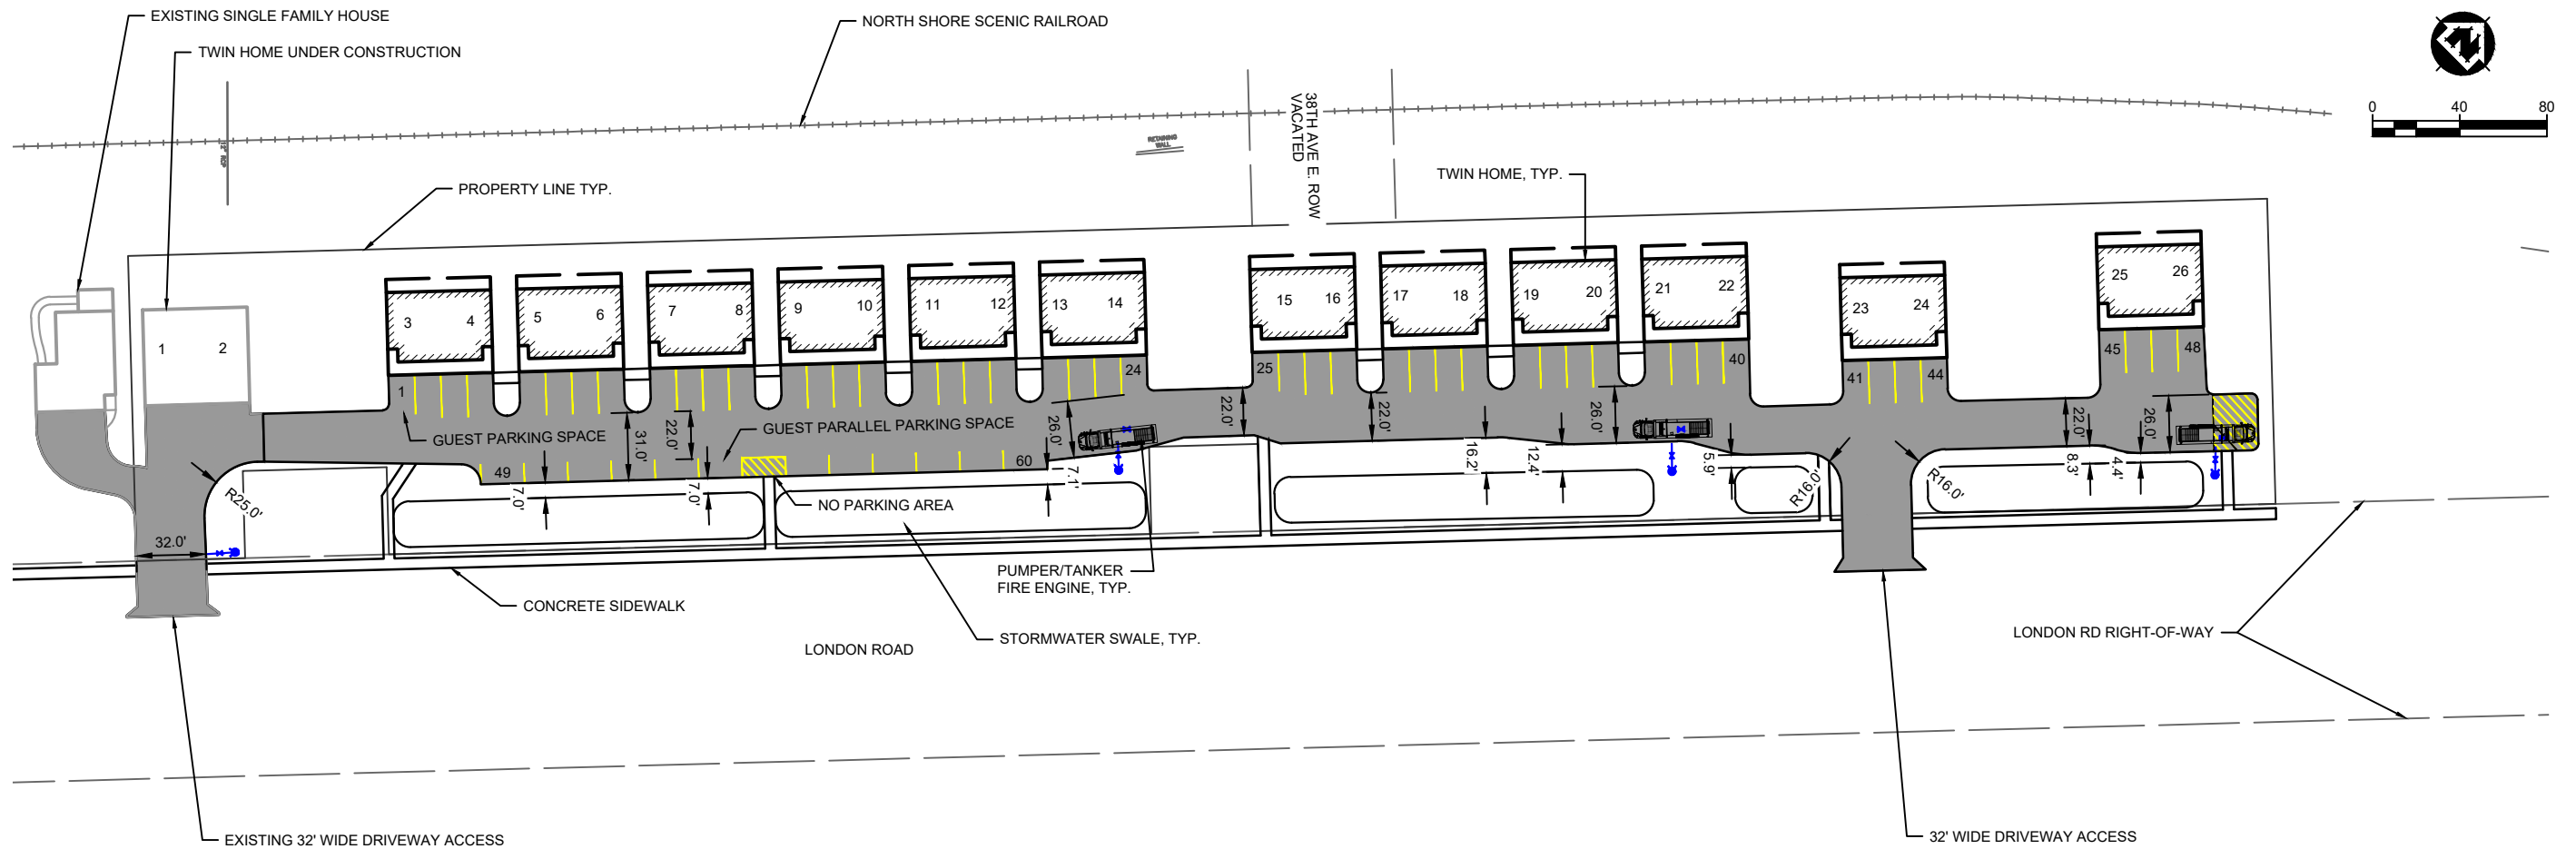 EXISTING SINGLE FAMILY HOUSE
NORTH SHORE SCENIC RAILROAD
TWIN HOME UNDER CONSTRUCTION
0 40 80
38TH AVE E. ROW
VACATED
RETAINING
WALL
12" RCP
TWIN HOME, TYP.
PROPERTY LINE TYP.
1 2
3 4
5 6
7 8
9 10
11 12
13 14
15 16
17 18
19 20
21 22
23 24
25 26
1
24
25
40
41 44
45 48
GUEST PARKING SPACE
31.0'
22.0'
GUEST PARALLEL PARKING SPACE
26.0'
22.0'
22.0'
26.0'
22.0'
26.0'
49
60
7.0'
7.0'
7.1'
16.2'
12.4'
5.9'
8.3'
4.4'
R25.0'
R16.0'
R16.0'
NO PARKING AREA
32.0'
PUMPER/TANKER
FIRE ENGINE, TYP.
CONCRETE SIDEWALK
STORMWATER SWALE, TYP.
LONDON ROAD
LONDON RD RIGHT-OF-WAY
EXISTING 32' WIDE DRIVEWAY ACCESS
32' WIDE DRIVEWAY ACCESS